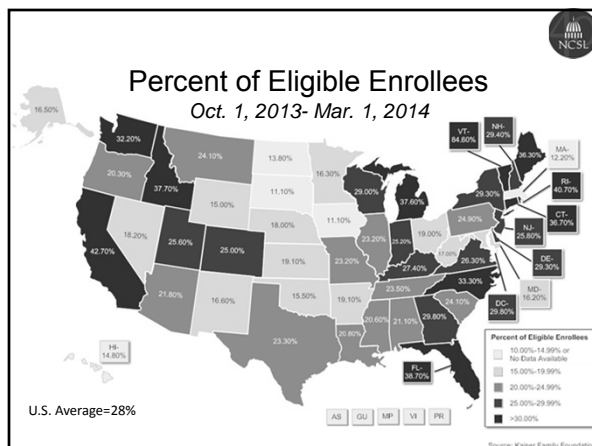 NCSL
Percent of Eligible Enrollees
Oct. 1, 2013- Mar. 1, 2014
16.50%
32.20%
20.30%
42.70%
18.20%
37.70%
24.10%
15.00%
25.60%
25.00%
21.80%
16.60%
13.80%
11.10%
18.00%
19.10%
15.50%
23.30%
16.30%
11.10%
23.20%
19.10%
20.80%
29.00%
23.20%
37.60%
25.20%
19.00%
27.40%
23.50%
20.60%
21.10%
29.80%
24.10%
33.30%
26.30%
17.00%
24.90%
29.30%
36.30%
VT-
84.60%
NH-
29.40%
MA-
12.20%
RI-
40.70%
CT-
36.70%
NJ-
25.80%
DE-
29.30%
MD-
16.20%
DC-
29.80%
FL-
38.70%
HI-
14.80%
AS GU MP VI PR
Percent of Eligible Enrollees
10.00%-14.99% or
No Data Available
15.00%-19.99%
20.00%-24.99%
25.00%-29.99%
>30.00%
U.S. Average=28%
Source: Kaiser Family Foundation